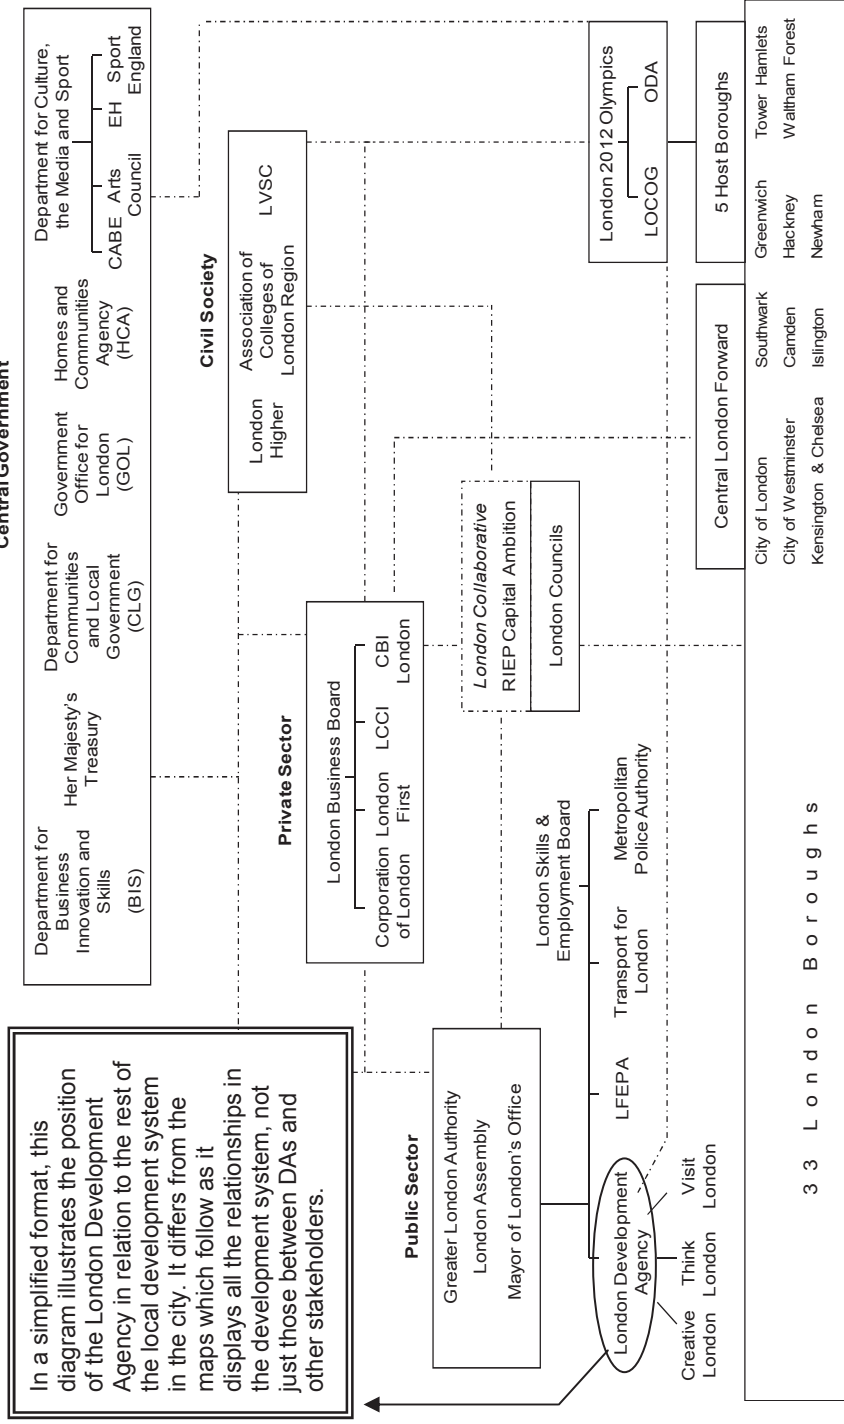 In a simplified format, this
diagram illustrates the position
of the London Development
Agency in relation to the rest of
the local development system
in the city. It differs from the
maps which follow as it
displays all the relationships in
the development system, not
just those between DAs and
other stakeholders.
Central Government
Department for
Business
Innovation and
Skills
(BIS)
Her Majesty's
Treasury
Department for
Communities
and Local
Government
(CLG)
Government
Office for
London
(GOL)
Homes and
Communities
Agency
(HCA)
Department for Culture,
the Media and Sport
CABE
Arts
Council
EH
Sport
England
Civil Society
London
Higher
Association of
Colleges of
London Region
LVSC
Private Sector
London Business Board
Corporation
of London
London
First
LCCI
CBI
London
Public Sector
Greater London Authority
London Assembly
Mayor of London's Office
London Collaborative
RIEP Capital Ambition
London Councils
London Skills &
Employment Board
London Development
Agency
LFEPA
Transport for
London
Metropolitan
Police Authority
Creative
London
Think
London
Visit
London
London 2012 Olympics
LOCOG
ODA
Central London Forward
5 Host Boroughs
City of London
City of Westminster
Kensington & Chelsea
Southwark
Camden
Islington
Greenwich
Hackney
Newham
Tower Hamlets
Waltham Forest
33 London Boroughs